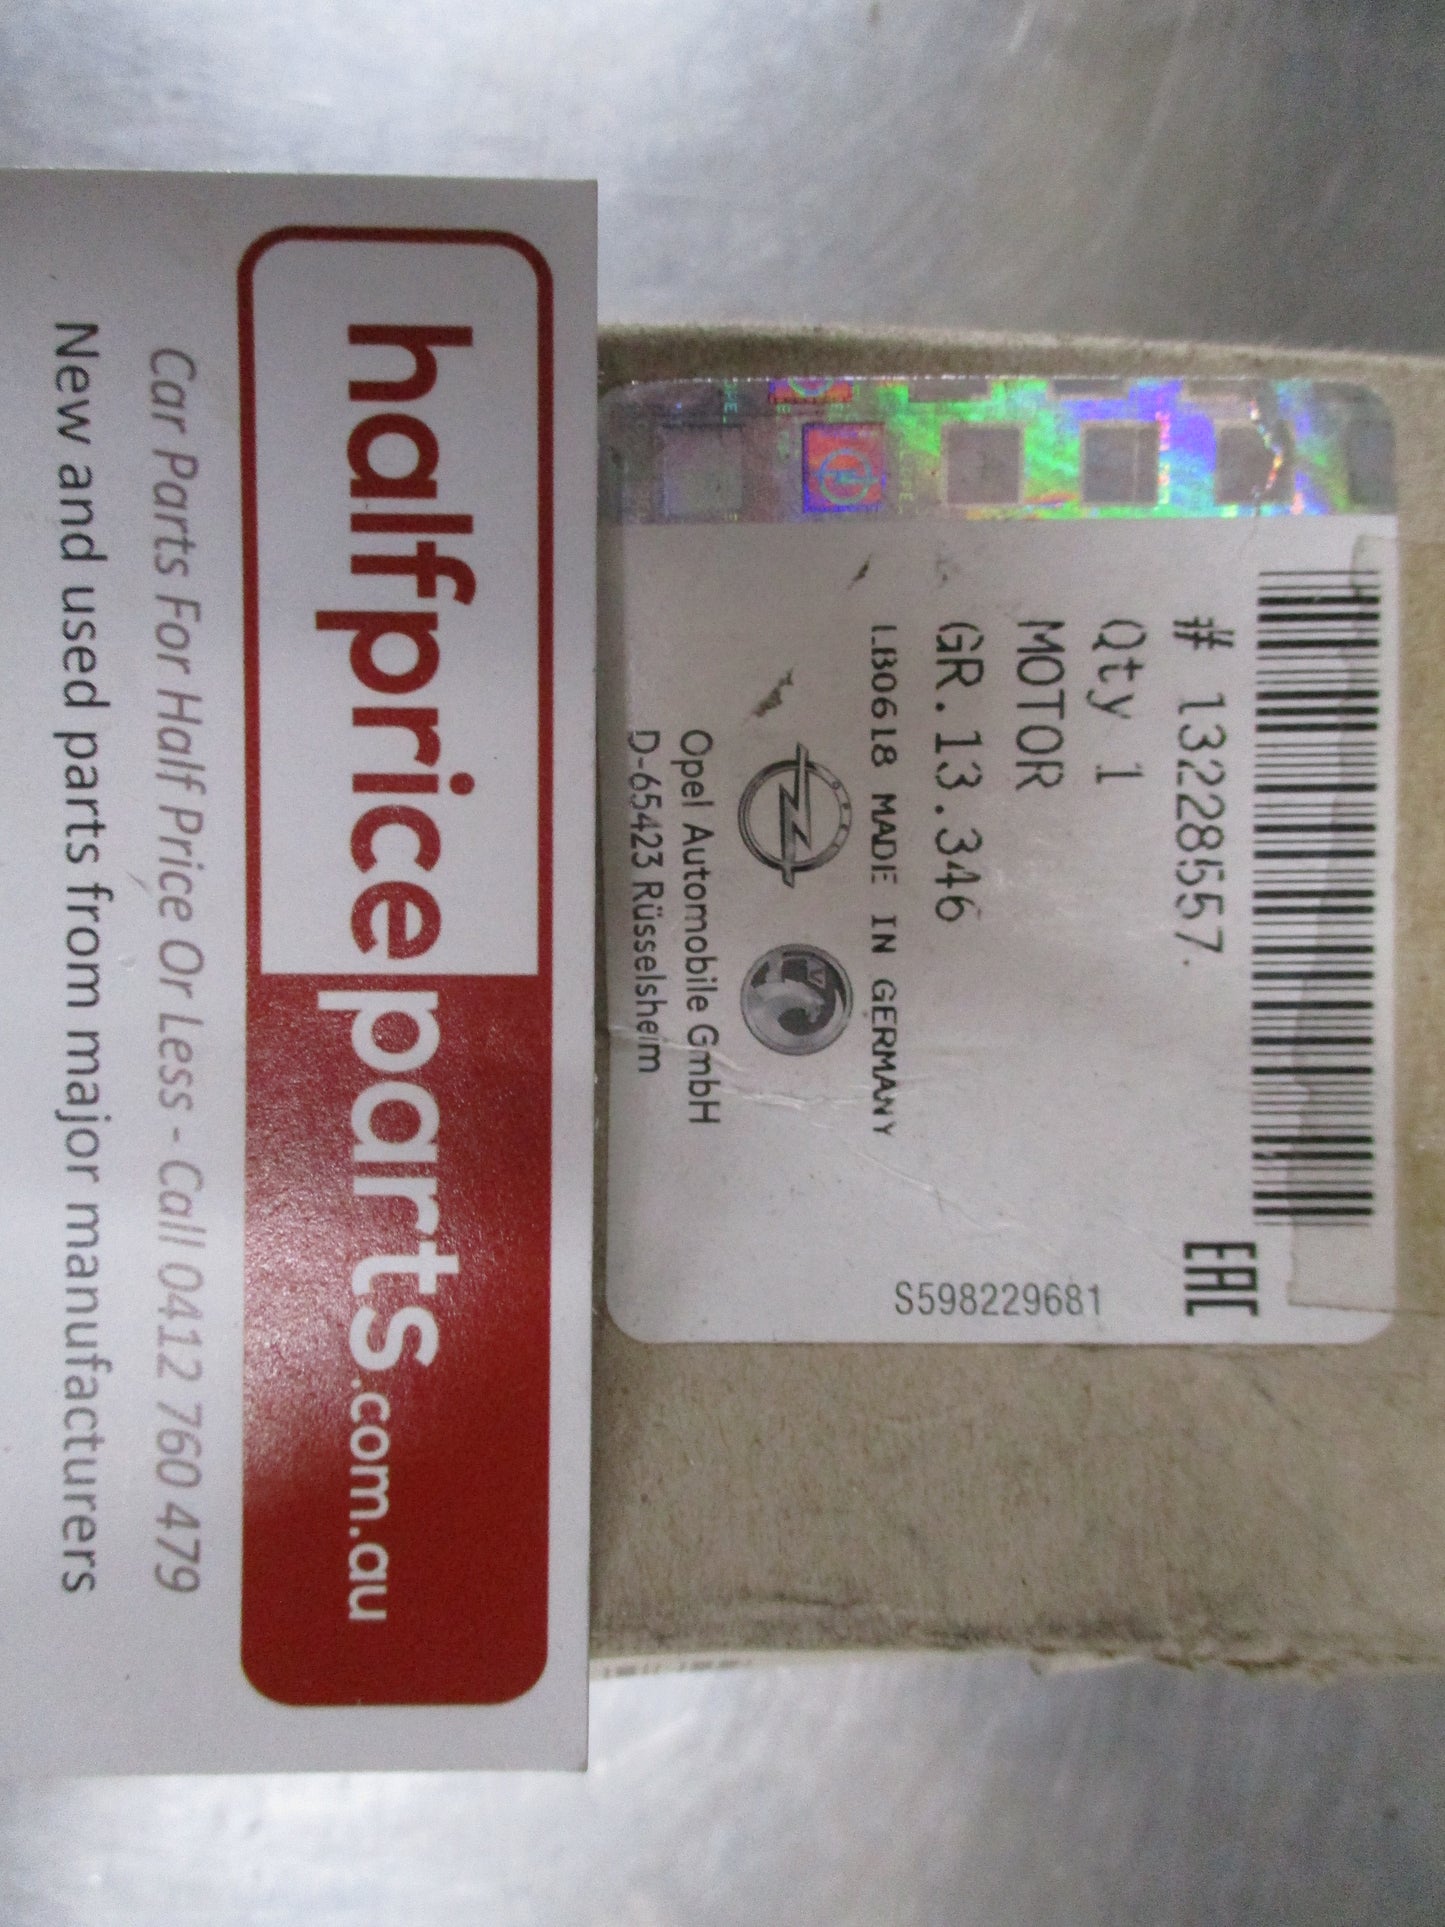 # 13228557.
Qty 1
MOTOR
GR.13.346
LB0618 MADE IN GERMANY
OPEL
V
Opel Automobile GmbH
D-65423 Rüsselsheim
EAC
S598229681
halfpriceparts.com.au
Car Parts For Half Price Or Less - Call 0412 760 479
New and used parts from major manufacturers